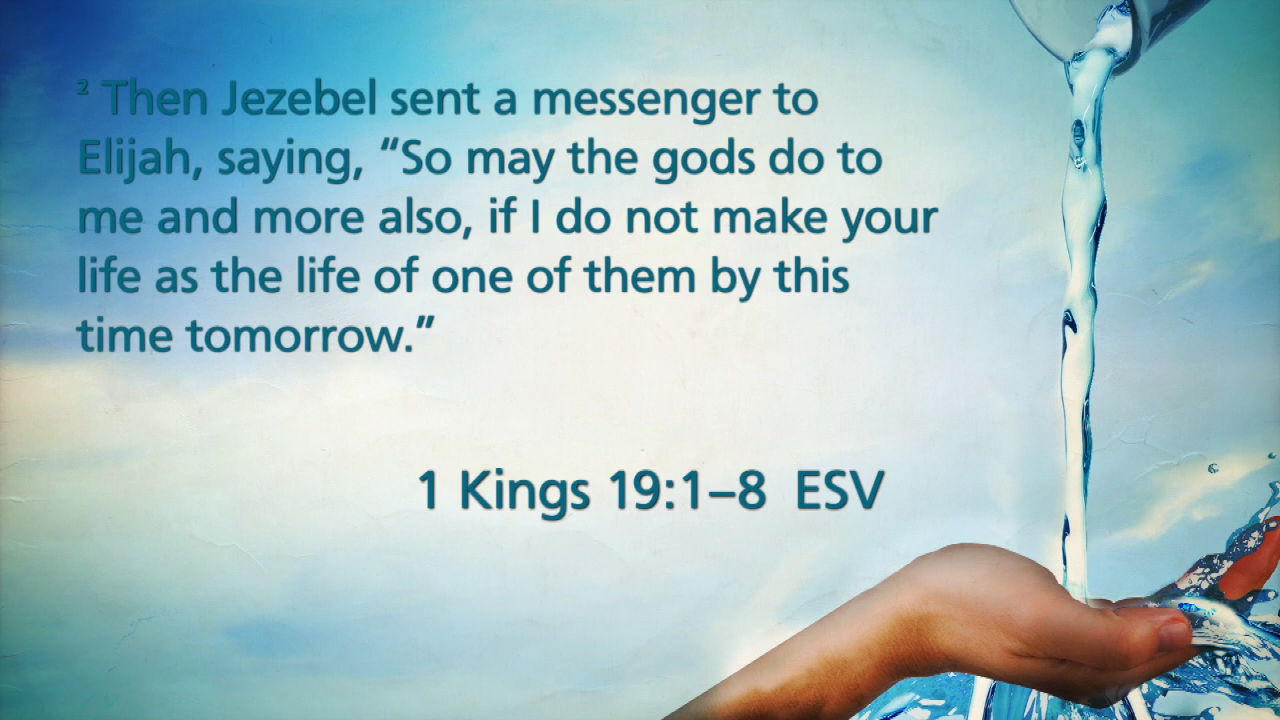 ² Then Jezebel sent a messenger to
Elijah, saying, “So may the gods do to
me and more also, if I do not make your
life as the life of one of them by this
time tomorrow.”
1 Kings 19:1–8 ESV